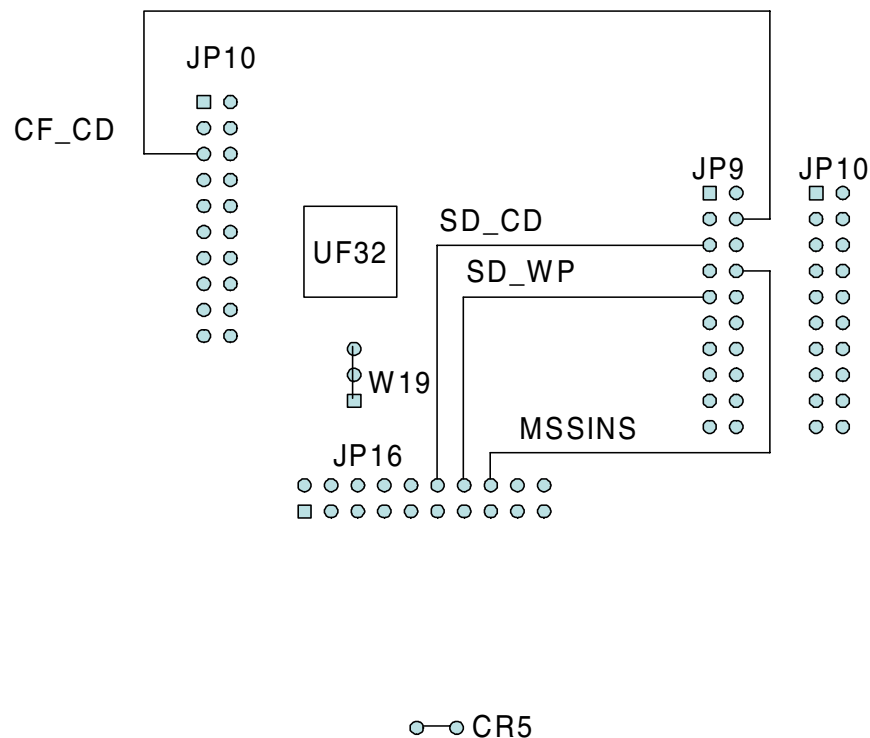 JP10
CF_CD
JP9
JP10
SD_CD
UF32
SD_WP
W19
MSSINS
JP16
CR5